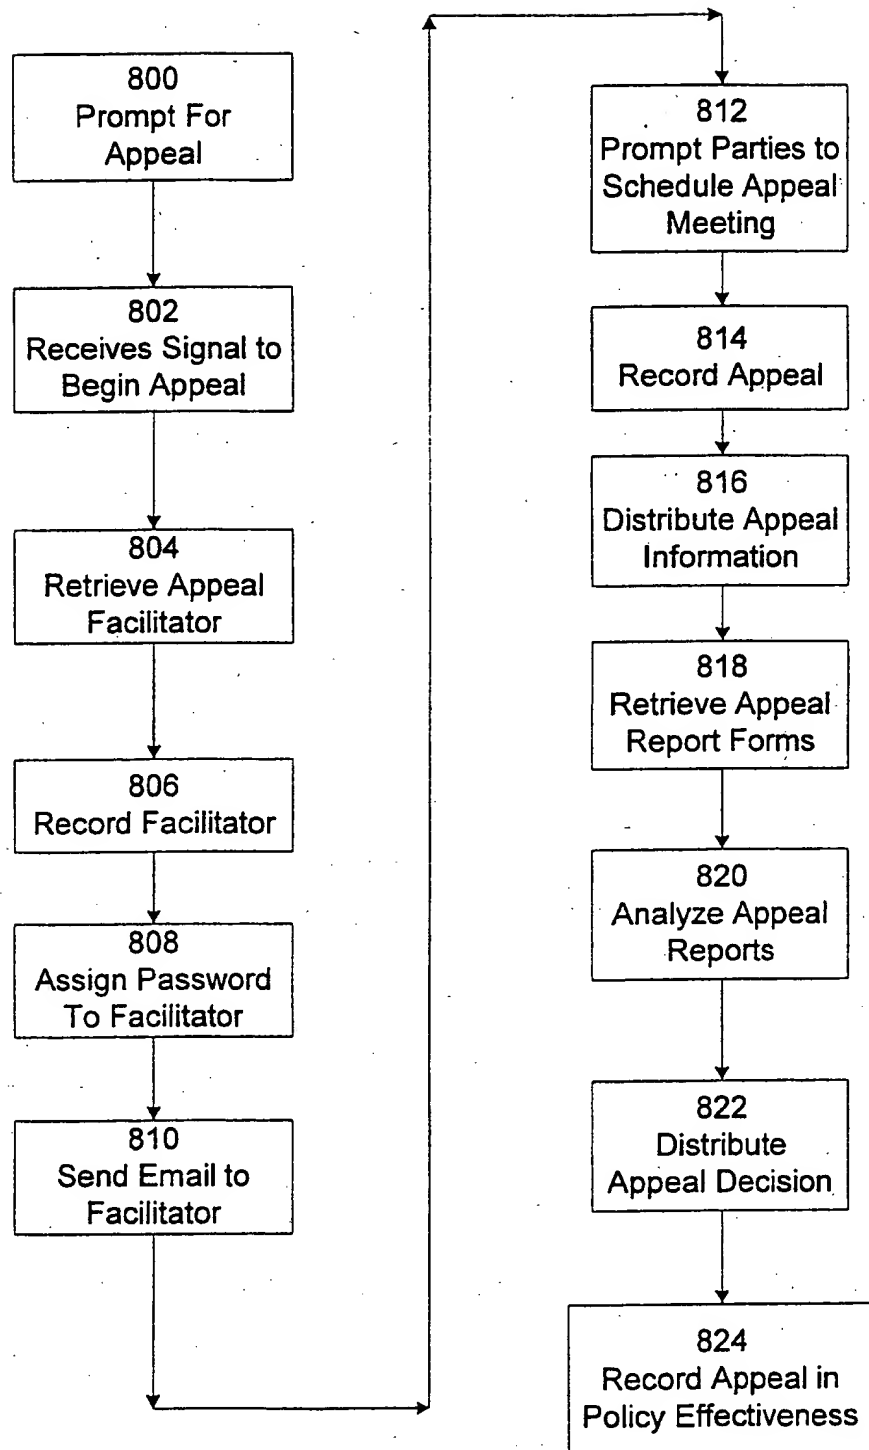 800
Prompt For
Appeal
802
Receives Signal to
Begin Appeal
804
Retrieve Appeal
Facilitator
806
Record Facilitator
808
Assign Password
To Facilitator
810
Send Email to
Facilitator
812
Prompt Parties to
Schedule Appeal
Meeting
814
Record Appeal
816
Distribute Appeal
Information
818
Retrieve Appeal
Report Forms
820
Analyze Appeal
Reports
822
Distribute
Appeal Decision
824
Record Appeal in
Policy Effectiveness